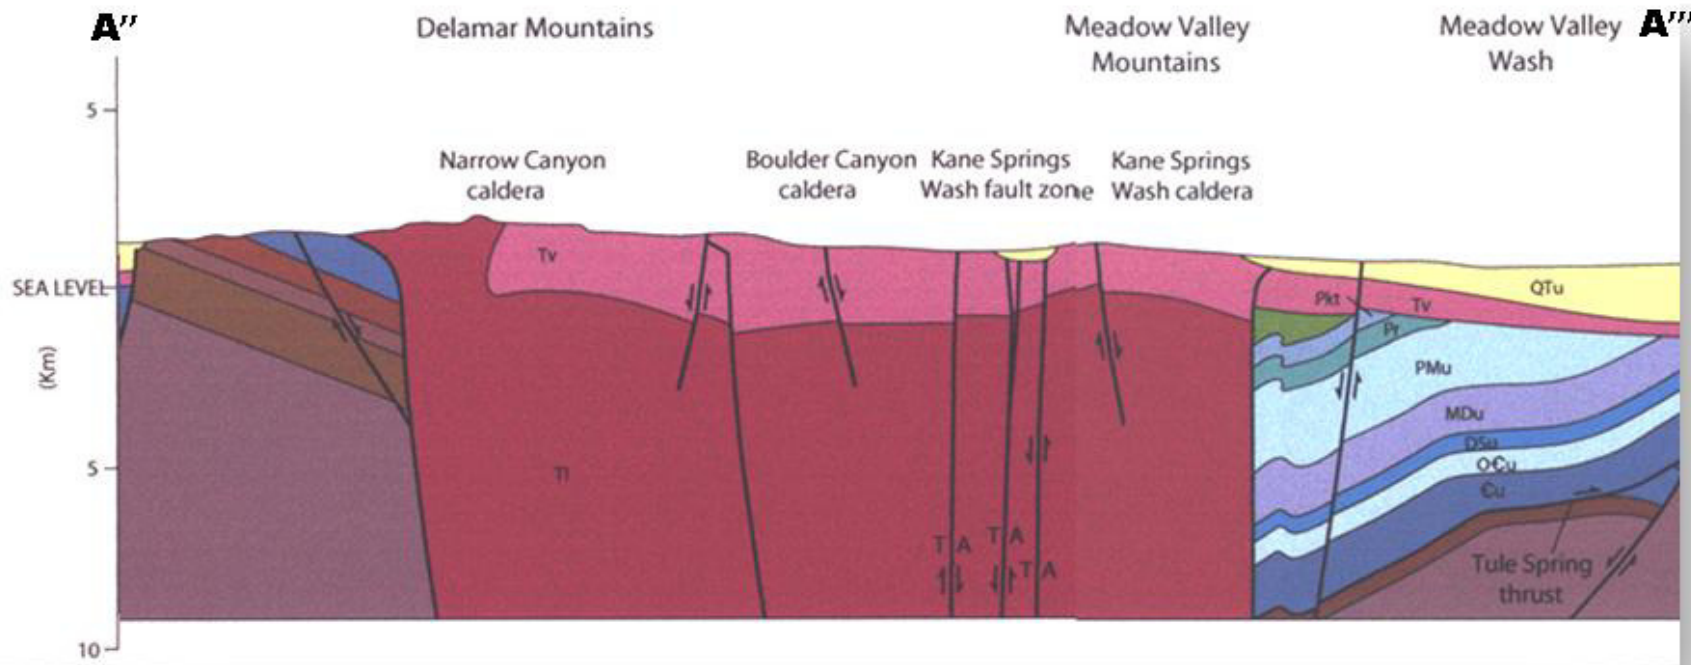 A″
Delamar Mountains
Meadow Valley
Mountains
Meadow Valley
Wash
A‴
5
Narrow Canyon
caldera
Boulder Canyon
caldera
Kane Springs
Wash fault zone
Kane Springs
Wash caldera
SEA LEVEL
Tv
QTu
Pkt
Tv
Pr
(Km)
PMu
MDu
DSu
5
TI
O€u
€u
T A
T A
T A
Tule Spring
thrust
10